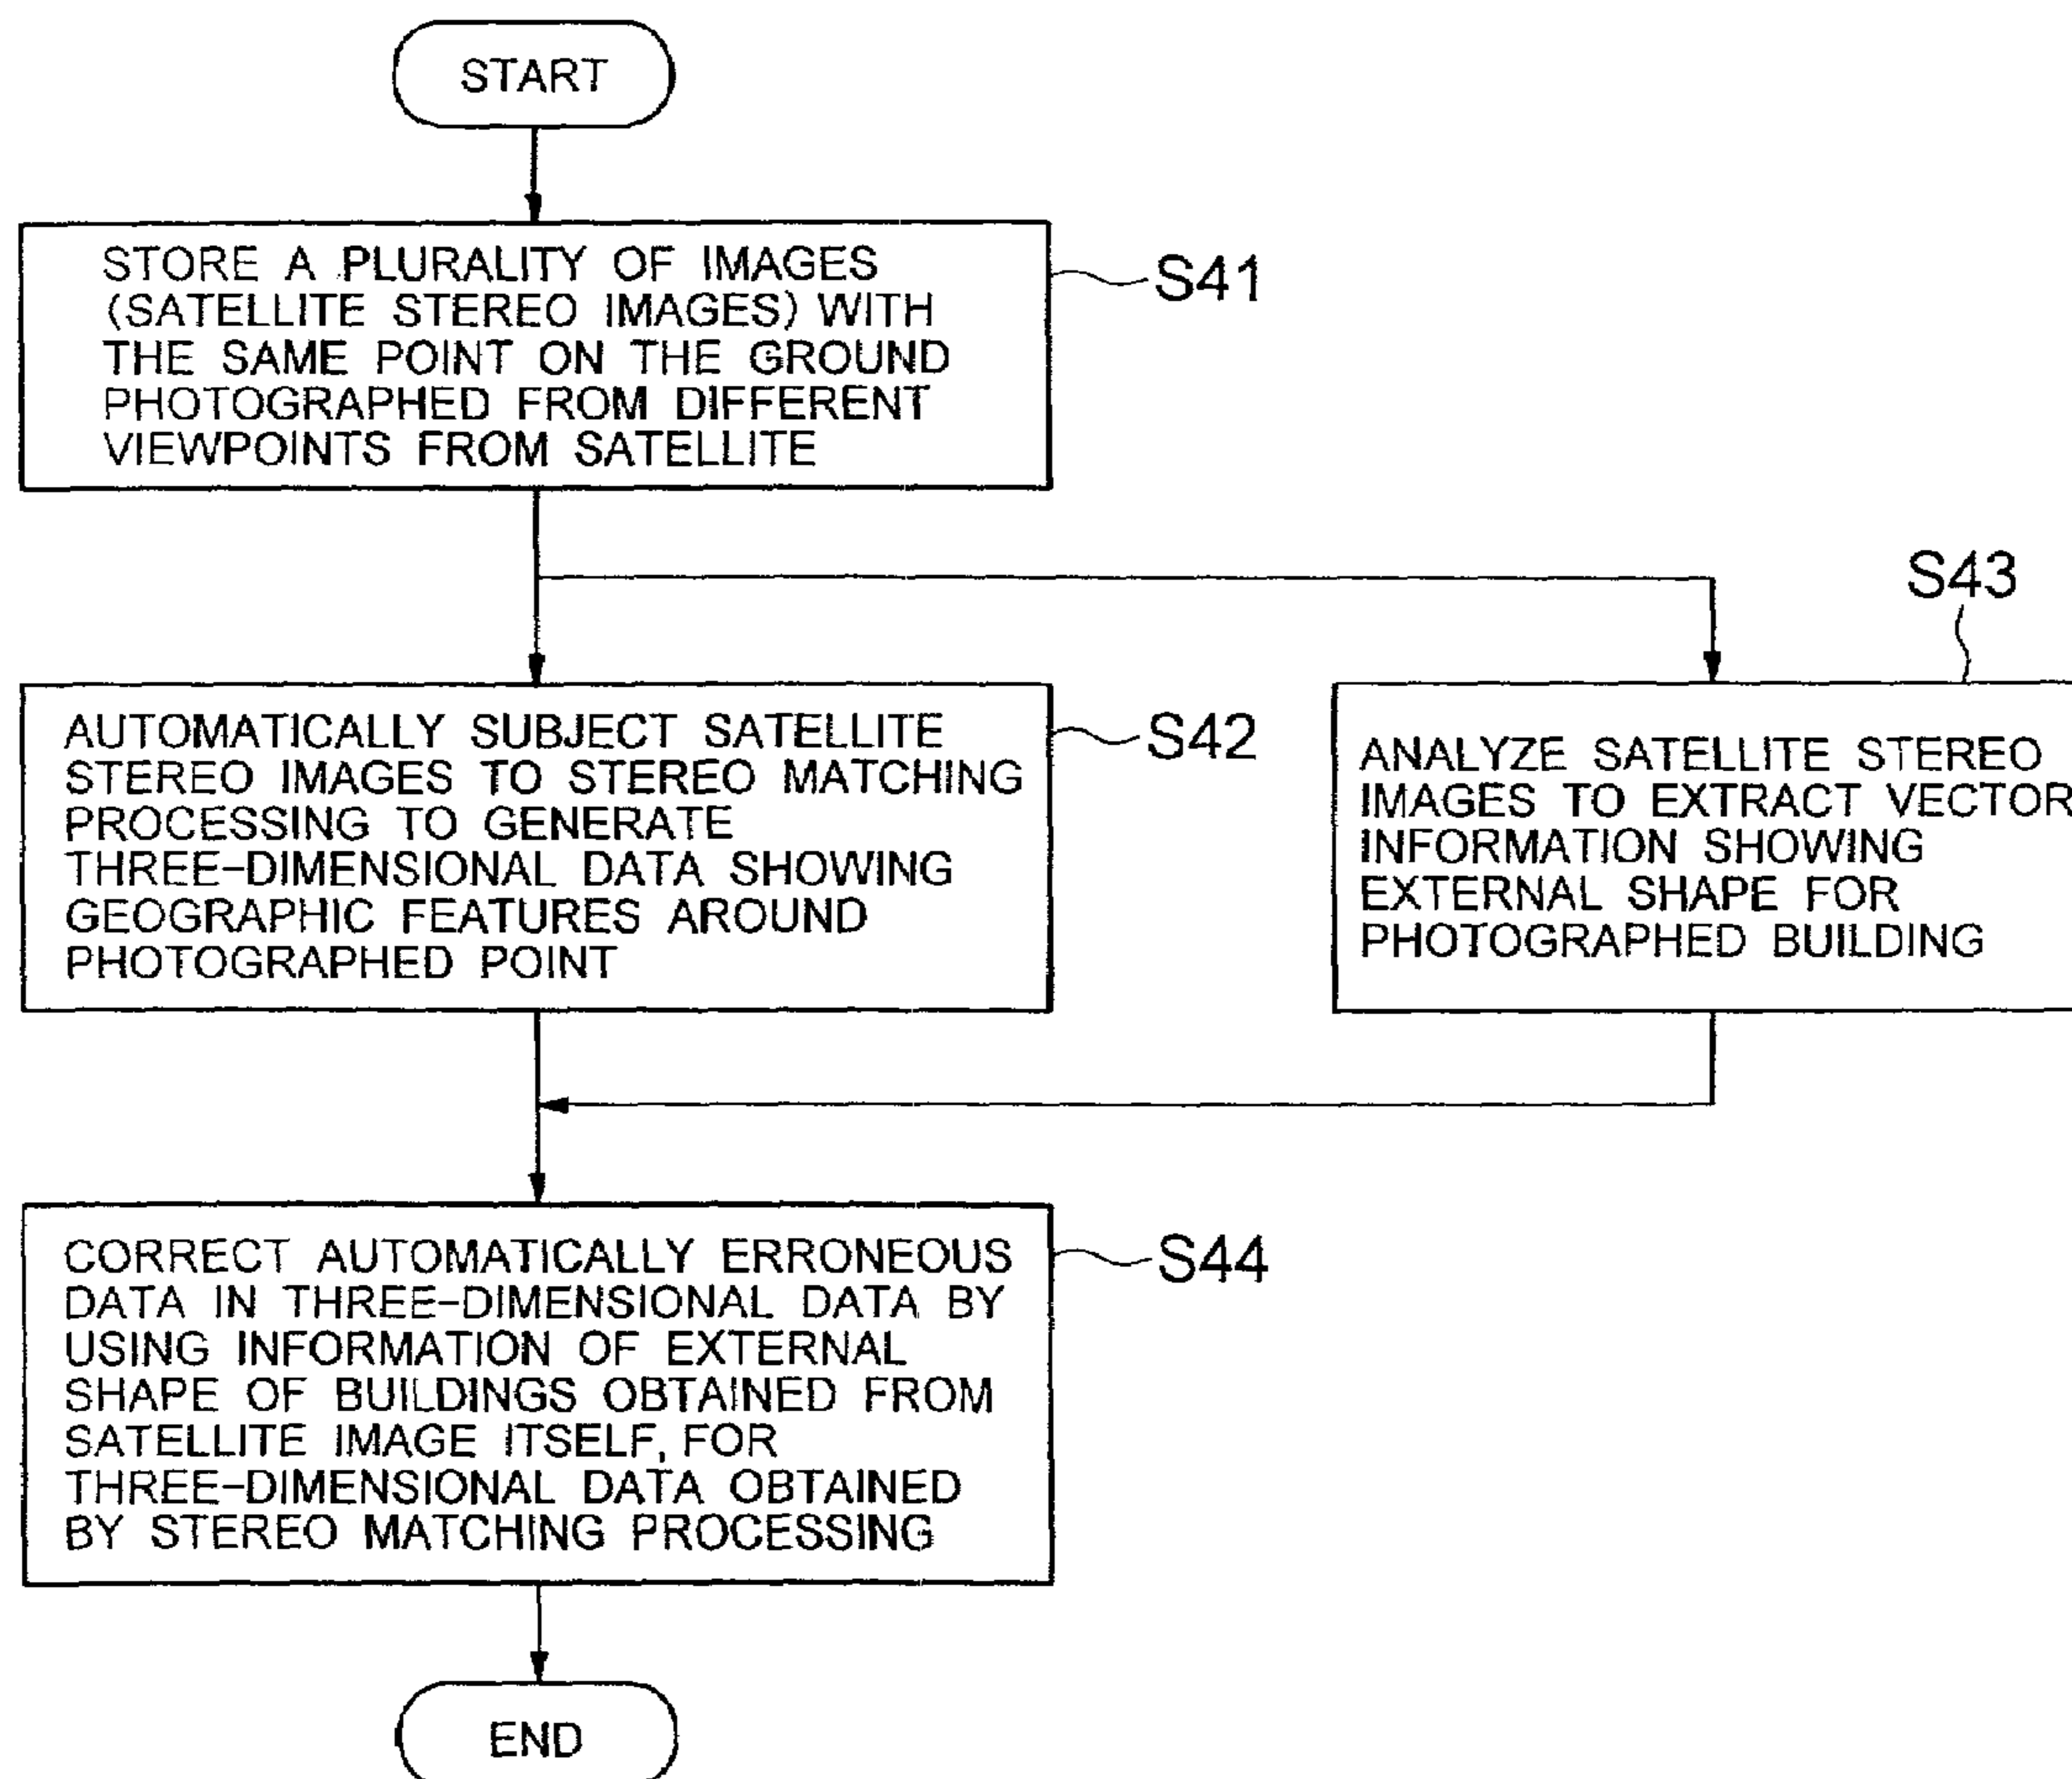 START
STORE A PLURALITY OF IMAGES
(SATELLITE STEREO IMAGES) WITH
THE SAME POINT ON THE GROUND
PHOTOGRAPHED FROM DIFFERENT
VIEWPOINTS FROM SATELLITE
S41
AUTOMATICALLY SUBJECT SATELLITE
STEREO IMAGES TO STEREO MATCHING
PROCESSING TO GENERATE
THREE-DIMENSIONAL DATA SHOWING
GEOGRAPHIC FEATURES AROUND
PHOTOGRAPHED POINT
S42
S43
ANALYZE SATELLITE STEREO
IMAGES TO EXTRACT VECTOR
INFORMATION SHOWING
EXTERNAL SHAPE FOR
PHOTOGRAPHED BUILDING
CORRECT AUTOMATICALLY ERRONEOUS
DATA IN THREE-DIMENSIONAL DATA BY
USING INFORMATION OF EXTERNAL
SHAPE OF BUILDINGS OBTAINED FROM
SATELLITE IMAGE ITSELF, FOR
THREE-DIMENSIONAL DATA OBTAINED
BY STEREO MATCHING PROCESSING
S44
END